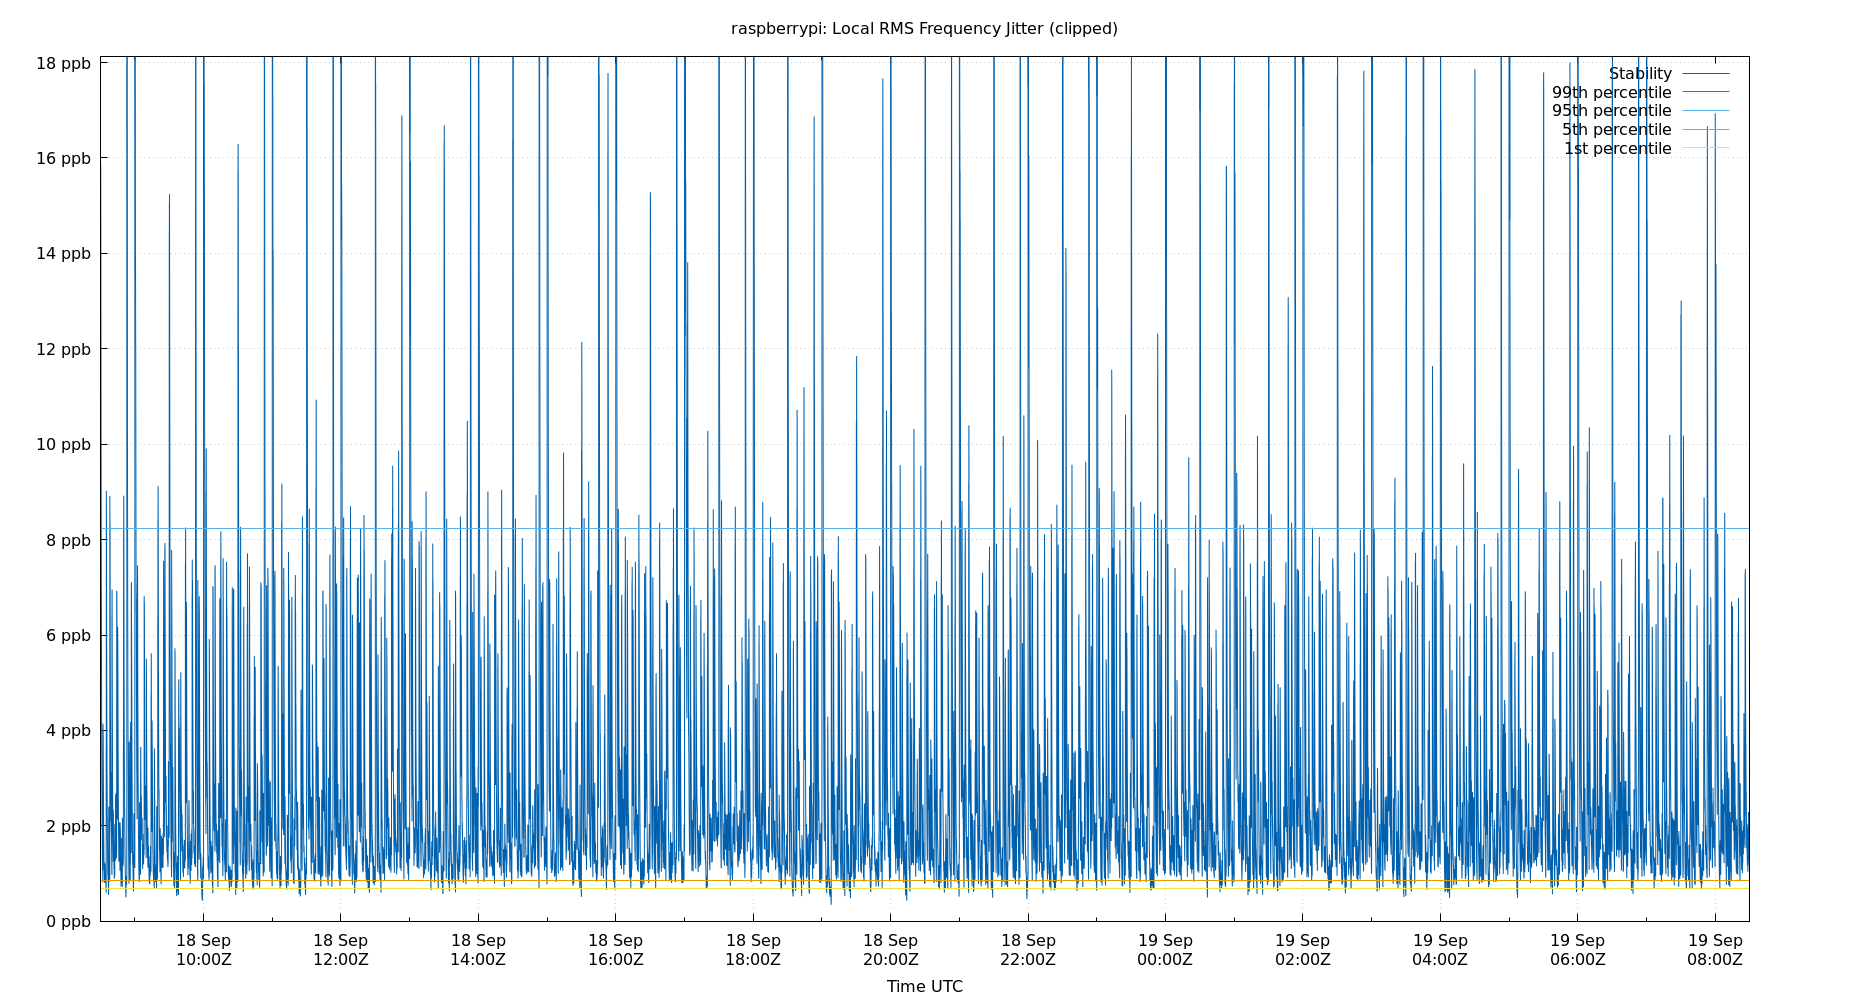 raspberrypi: Local RMS Frequency Jitter (clipped)
18 ppb
16 ppb
14 ppb
12 ppb
10 ppb
8 ppb
6 ppb
4 ppb
2 ppb
0 ppb
Stability
99th percentile
95th percentile
5th percentile
1st percentile
18 Sep 18 Sep 18 Sep 18 Sep 18 Sep 18 Sep 18 Sep 19 Sep 19 Sep 19 Sep 19 Sep 19 Sep
10:00Z 12:00Z 14:00Z 16:00Z 18:00Z 20:00Z 22:00Z 00:00Z 02:00Z 04:00Z 06:00Z 08:00Z
Time UTC